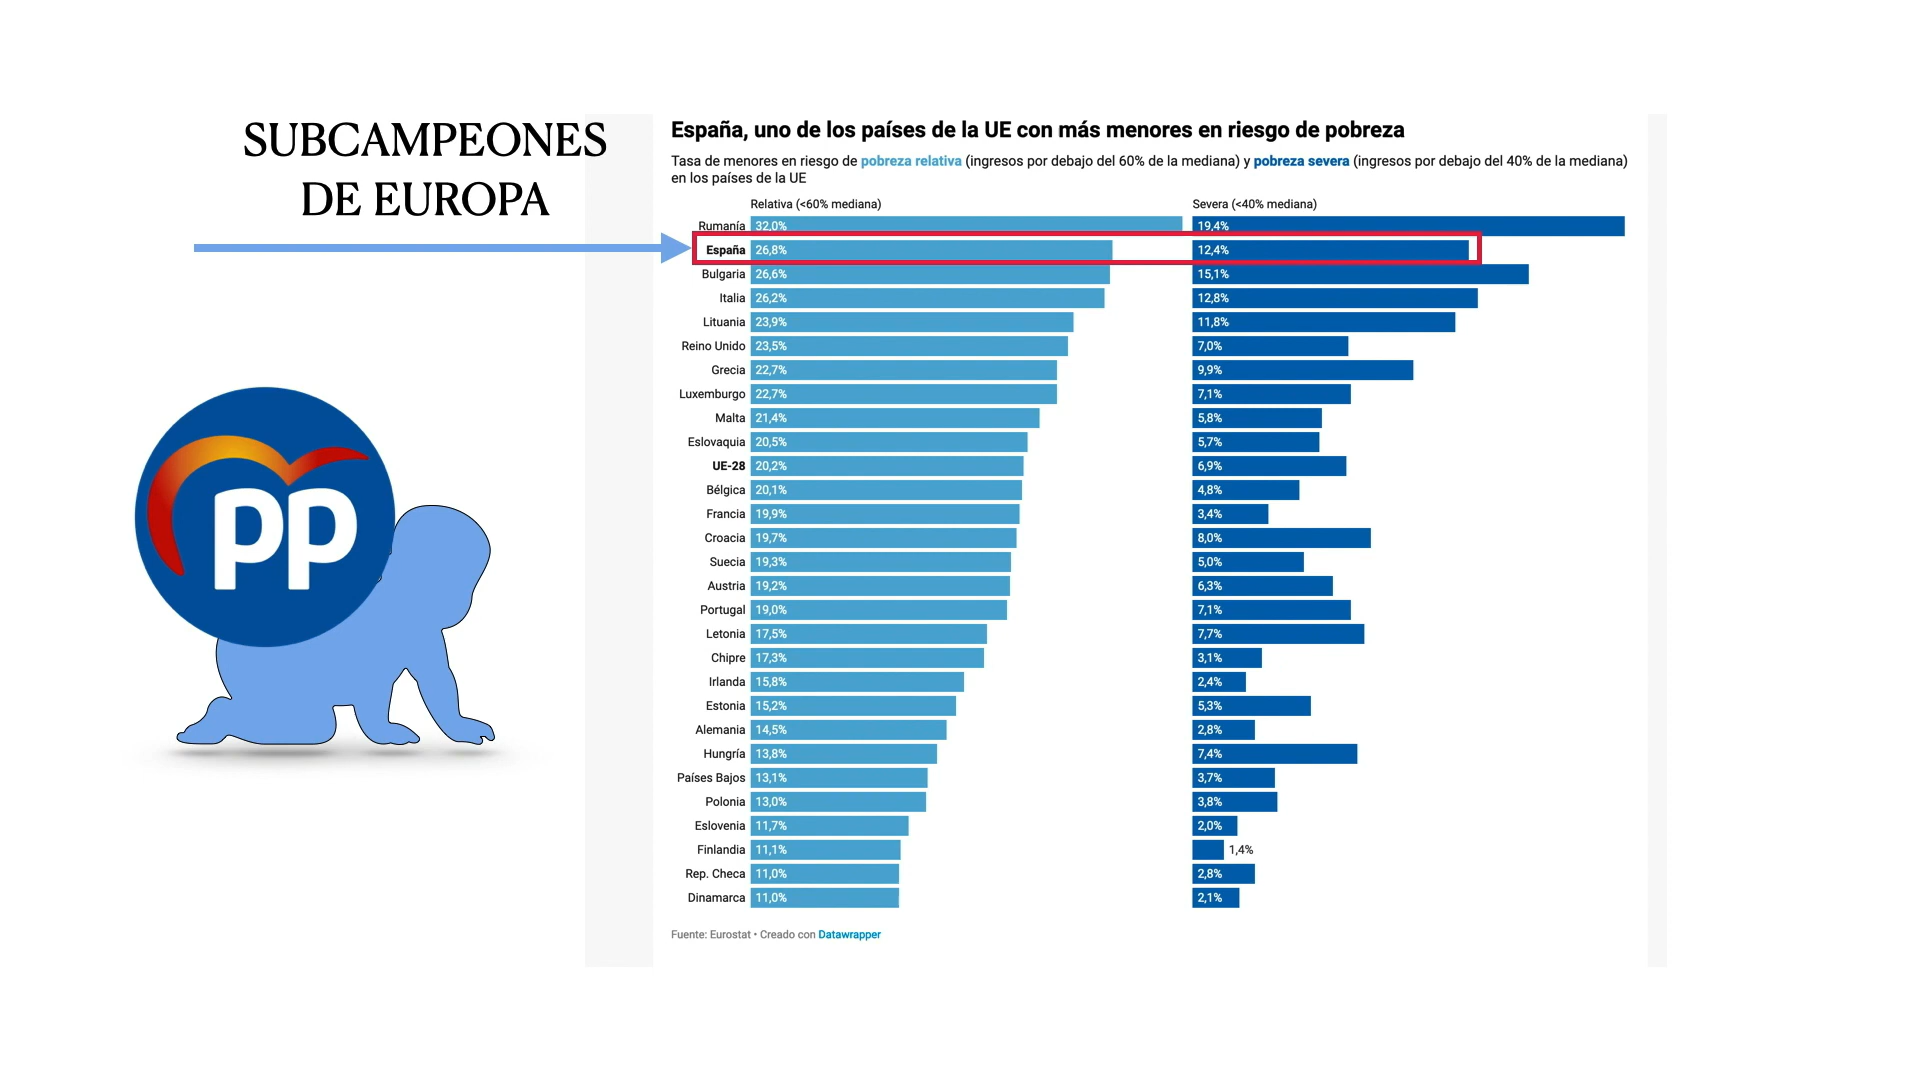 SUBCAMPEONES
DE EUROPA
pp
España, uno de los países de la UE con más menores en riesgo de pobreza
Tasa de menores en riesgo de pobreza relativa (ingresos por debajo del 60% de la mediana) y pobreza severa (ingresos por debajo del 40% de la mediana)
en los países de la UE
Relativa (<60% mediana) Severa (<40% mediana)
Rumanía 32,0% 19,4%
España 26,8% 12,4%
Bulgaria 26,6% 15,1%
Italia 26,2% 12,8%
Lituania 23,9% 11,8%
Reino Unido 23,5% 7,0%
Grecia 22,7% 9,9%
Luxemburgo 22,7% 7,1%
Malta 21,4% 5,8%
Eslovaquia 20,5% 5,7%
UE-28 20,2% 6,9%
Bélgica 20,1% 4,8%
Francia 19,9% 3,4%
Croacia 19,7% 8,0%
Suecia 19,3% 5,0%
Austria 19,2% 6,3%
Portugal 19,0% 7,1%
Letonia 17,5% 7,7%
Chipre 17,3% 3,1%
Irlanda 15,8% 2,4%
Estonia 15,2% 5,3%
Alemania 14,5% 2,8%
Hungría 13,8% 7,4%
Países Bajos 13,1% 3,7%
Polonia 13,0% 3,8%
Eslovenia 11,7% 2,0%
Finlandia 11,1% 1,4%
Rep. Checa 11,0% 2,8%
Dinamarca 11,0% 2,1%
Fuente: Eurostat • Creado con Datawrapper